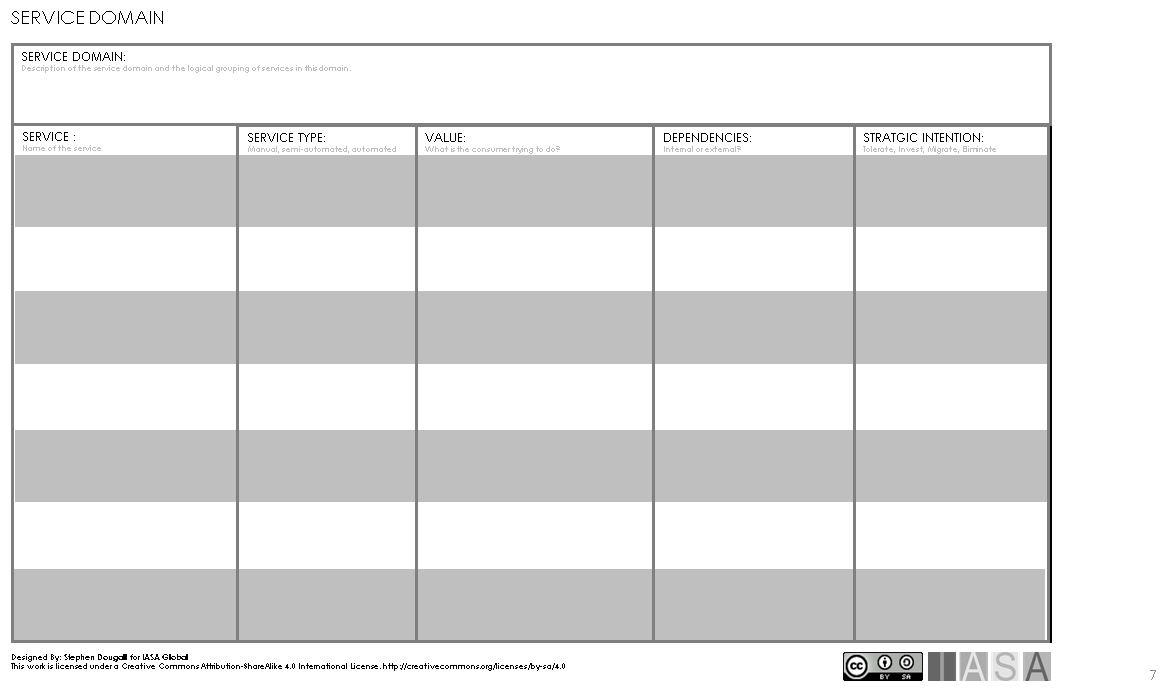 SERVICE DOMAIN
SERVICE DOMAIN:
Description of the service domain and the logical grouping of services in this domain.
SERVICE :
Name of the service
SERVICE TYPE:
Manual, semi-automated, automated
VALUE:
What is the consumer trying to do?
DEPENDENCIES:
Internal or external?
STRATGIC INTENTION:
Tolerate, Invest, Migrate, Eliminate
Designed By: Stephen Dougall for IASA Global
This work is licensed under a Creative Commons Attribution-ShareAlike 4.0 International License. http://creativecommons.org/licenses/by-sa/4.0
cc BY SA
IASA
7